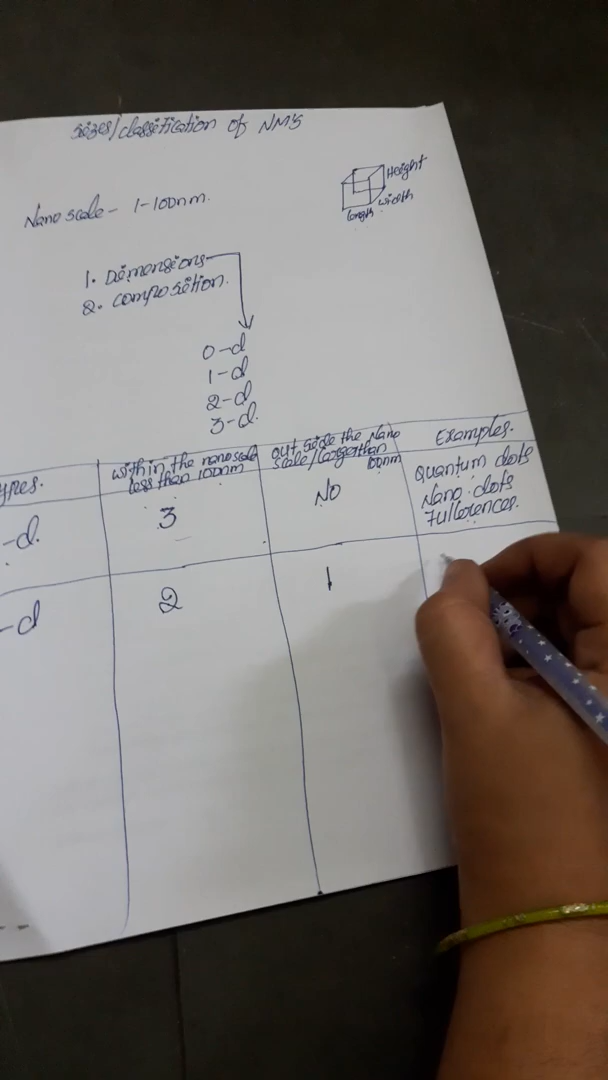 sizes/classification of NM's
Height
width
length
Nano scale - 1-100nm.
1. Dimensions
2. composition.
0-d
1-d
2-d
3-d.
ypes.
within the nanoscale
less than 100nm
out side the Nano
scale/larger than
100nm
Examples.
-d.
3
No
Quantum dots
Nano dots
Fullerences.
-d
2
1